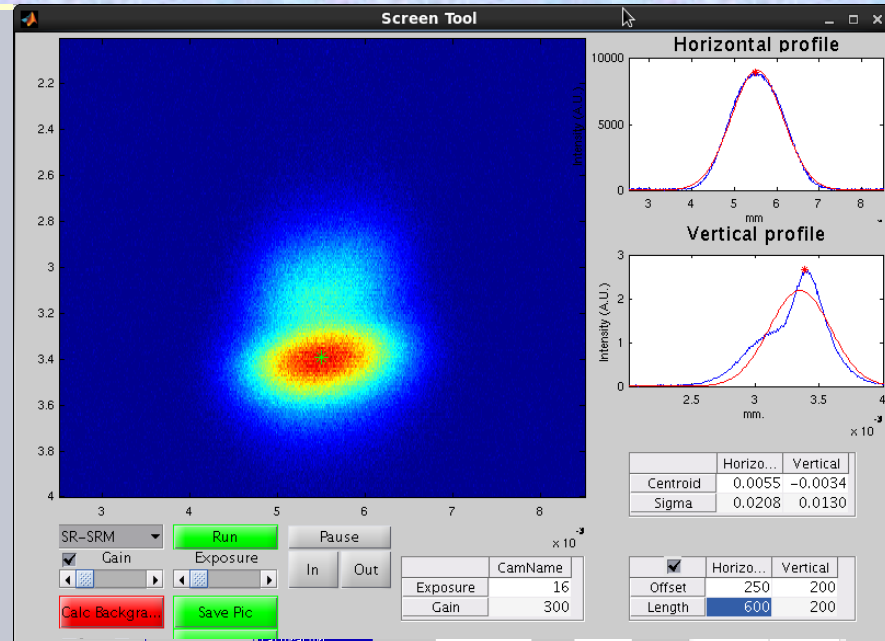 Screen Tool
2.2
2.4
2.6
2.8
3
3.2
3.4
3.6
3.8
4
3 4 5 6 7 8
× 10 -3
Horizontal profile
10000
5000
0
Intensity (A.U.)
3 4 5 6 7 8
mm
Vertical profile
3
2
1
0
Intensity (A.U.)
2.5 3 3.5 4
mm.
× 10 -3
Horizo... Vertical
Centroid 0.0055 -0.0034
Sigma 0.0208 0.0130
SR-SRM Run Pause
Gain Exposure In Out
CamName
Exposure 16
Gain 300
Horizo... Vertical
Offset 250 200
Length 600 200
Calc Backgra... Save Pic